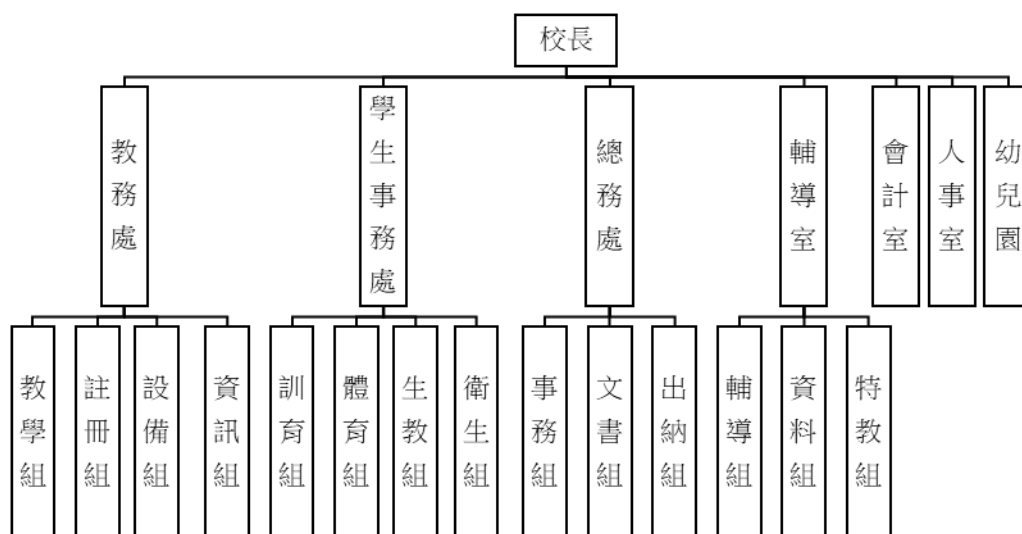 校長
教務處
學生事務處
總務處
輔導室
會計室
人事室
幼兒園
教學組
註冊組
設備組
資訊組
訓育組
體育組
生教組
衛生組
事務組
文書組
出納組
輔導組
資料組
特教組